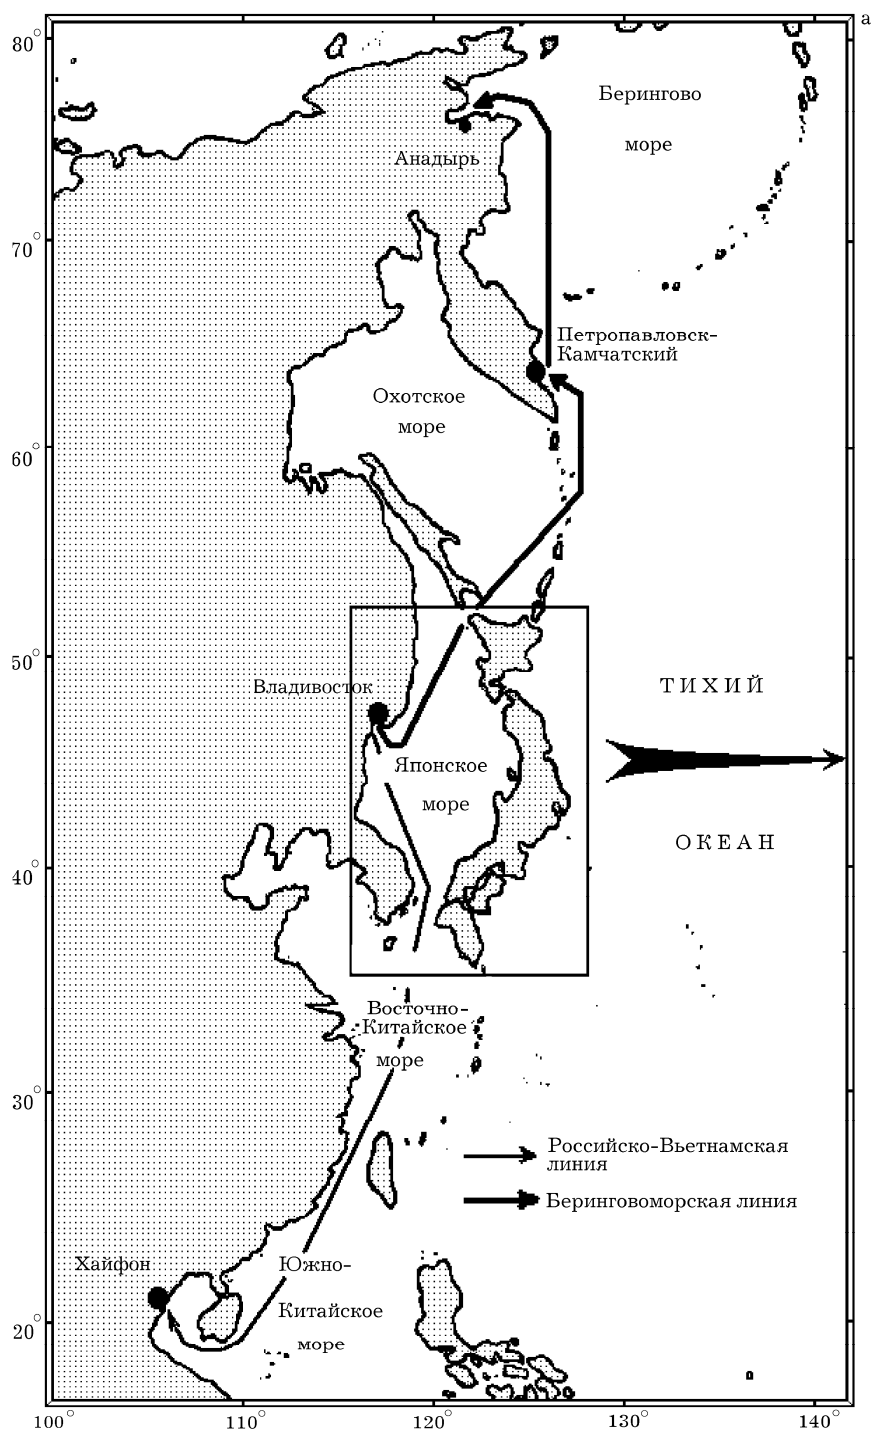 а
80°
Берингово
море
Анадырь
70°
Петропавловск-
Камчатский
Охотское
море
60°
50°
Владивосток
ТИХИЙ
Японское
море
ОКЕАН
40°
Восточно-
Китайское
море
30°
Российско-Вьетнамская
линия
Беринговоморская линия
Хайфон
Южно-
Китайское
20°
море
100° 110° 120° 130° 140°